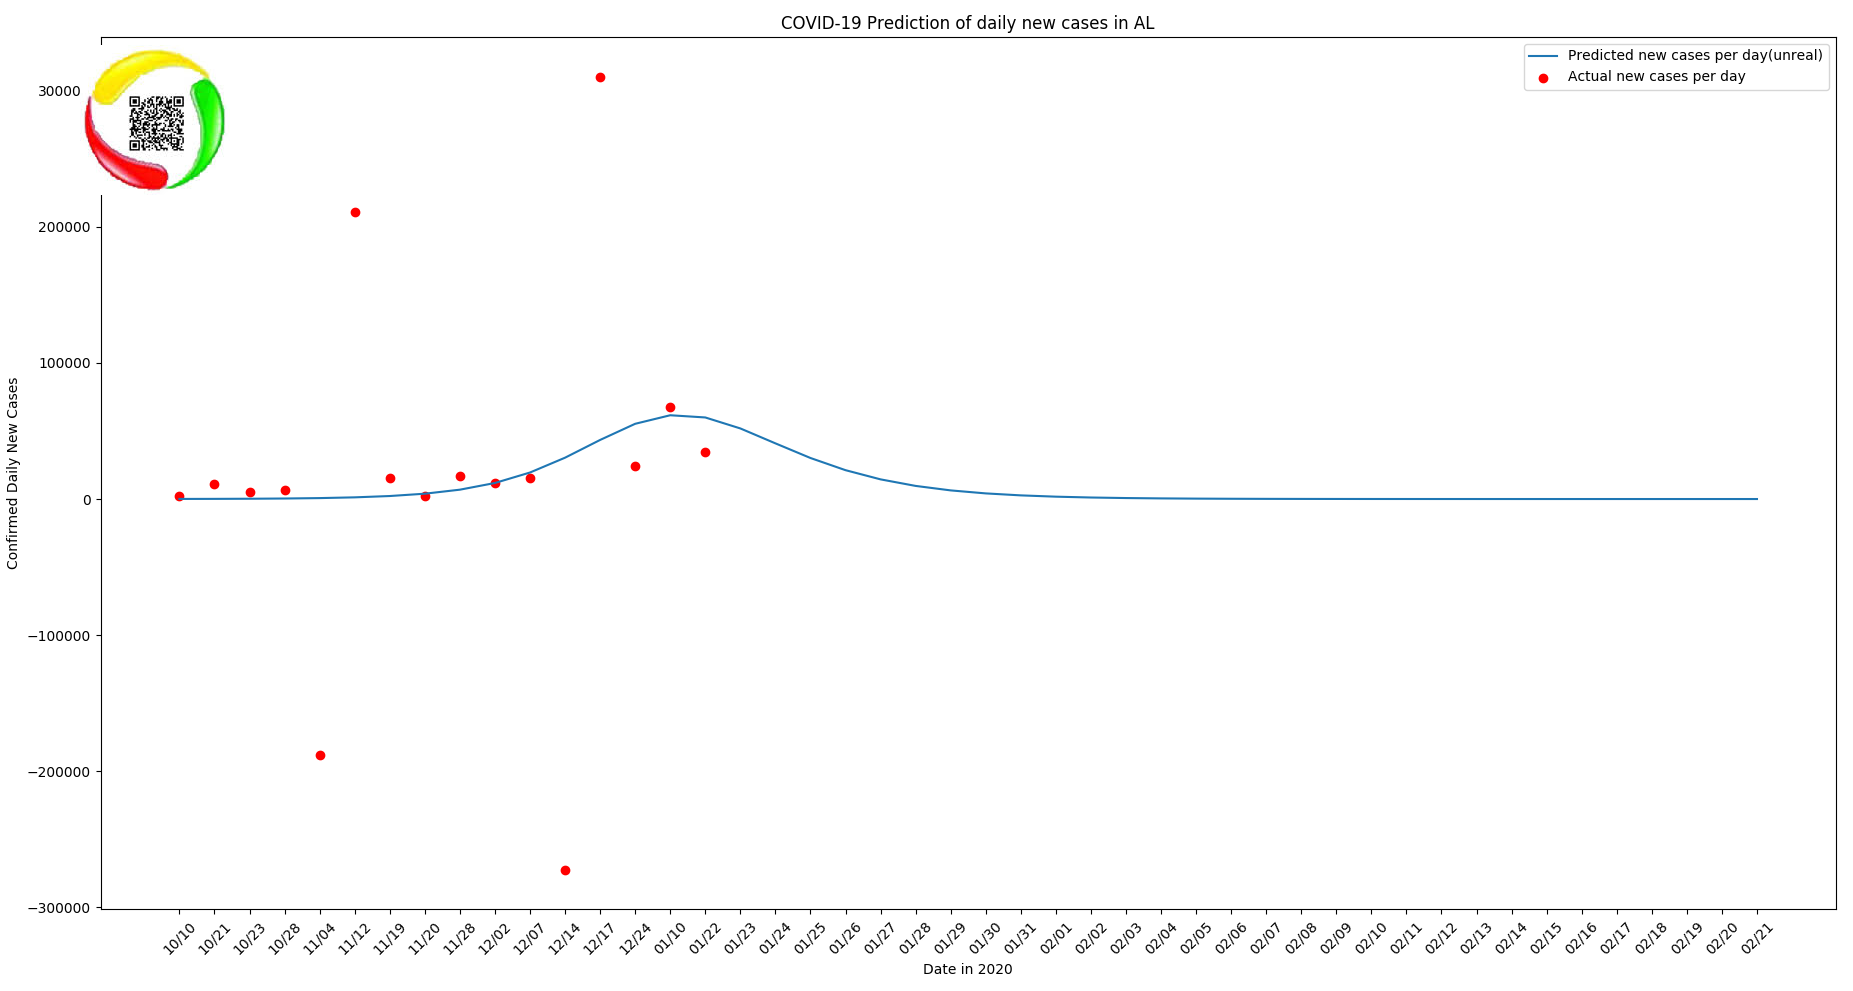 COVID-19 Prediction of daily new cases in AL
Predicted new cases per day(unreal)
Actual new cases per day
30000
200000
100000
0
−100000
−200000
−300000
Confirmed Daily New Cases
10/10 10/21 10/23 10/28 11/04 11/12 11/19 11/20 11/28 12/02 12/07 12/14 12/17 12/24 01/10 01/22 01/23 01/24 01/25 01/26 01/27 01/28 01/29 01/30 01/31 02/01 02/02 02/03 02/04 02/05 02/06 02/07 02/08 02/09 02/10 02/11 02/12 02/13 02/14 02/15 02/16 02/17 02/18 02/19 02/20 02/21
Date in 2020